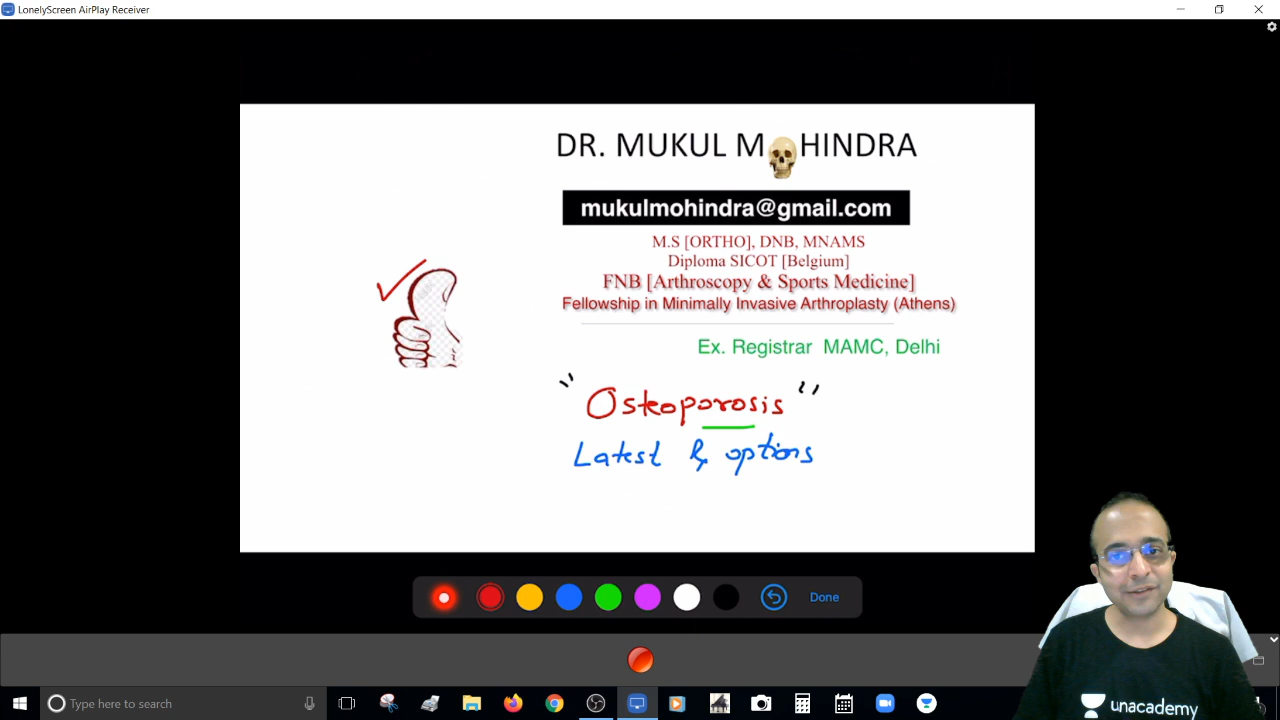 LonelyScreen AirPlay Receiver
DR. MUKUL M HINDRA
mukulmohindra@gmail.com
M.S [ORTHO], DNB, MNAMS
Diploma SICOT [Belgium]
FNB [Arthroscopy & Sports Medicine]
Fellowship in Minimally Invasive Arthroplasty (Athens)
Ex. Registrar MAMC, Delhi
"Osteoporosis"
Latest ℞ options
Done
unacademy
Type here to search